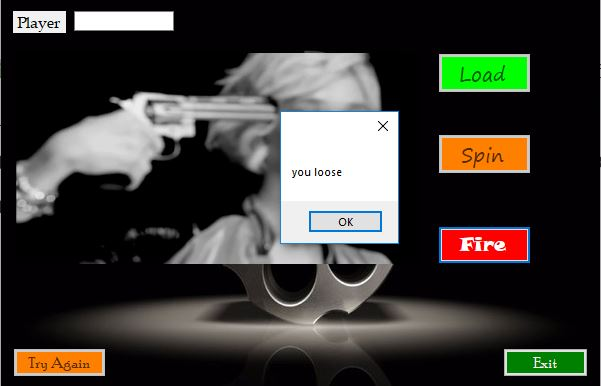 Player
Load
you loose
Spin
OK
Fire
Try Again
Exit